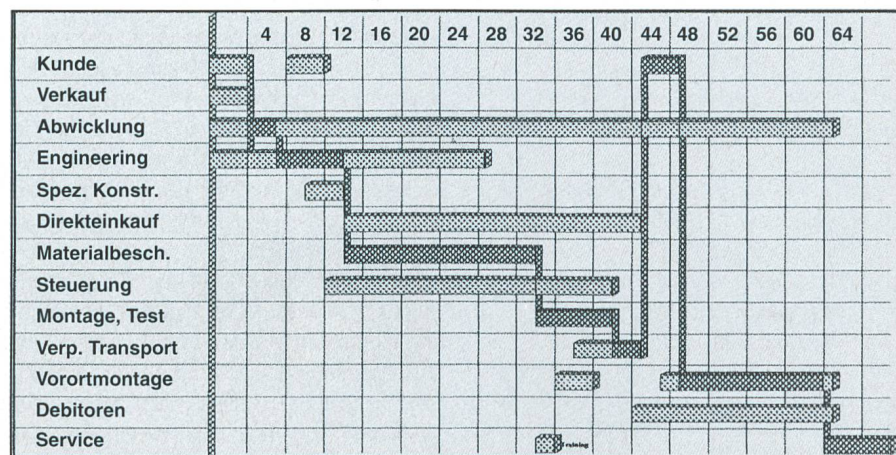 4 8 12 16 20 24 28 32 36 40 44 48 52 56 60 64
Kunde
Verkauf
Abwicklung
Engineering
Spez. Konstr.
Direkteinkauf
Materialbesch.
Steuerung
Montage, Test
Verp. Transport
Vorortmontage
Debitoren
Service Training